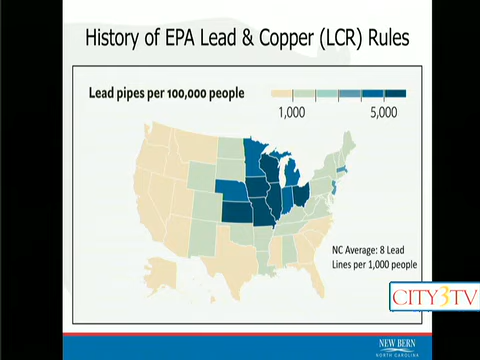 History of EPA Lead & Copper (LCR) Rules
Lead pipes per 100,000 people
1,000
5,000
NC Average: 8 Lead
Lines per 1,000 people
CITY3TV
NEW BERN
NORTH CAROLINA